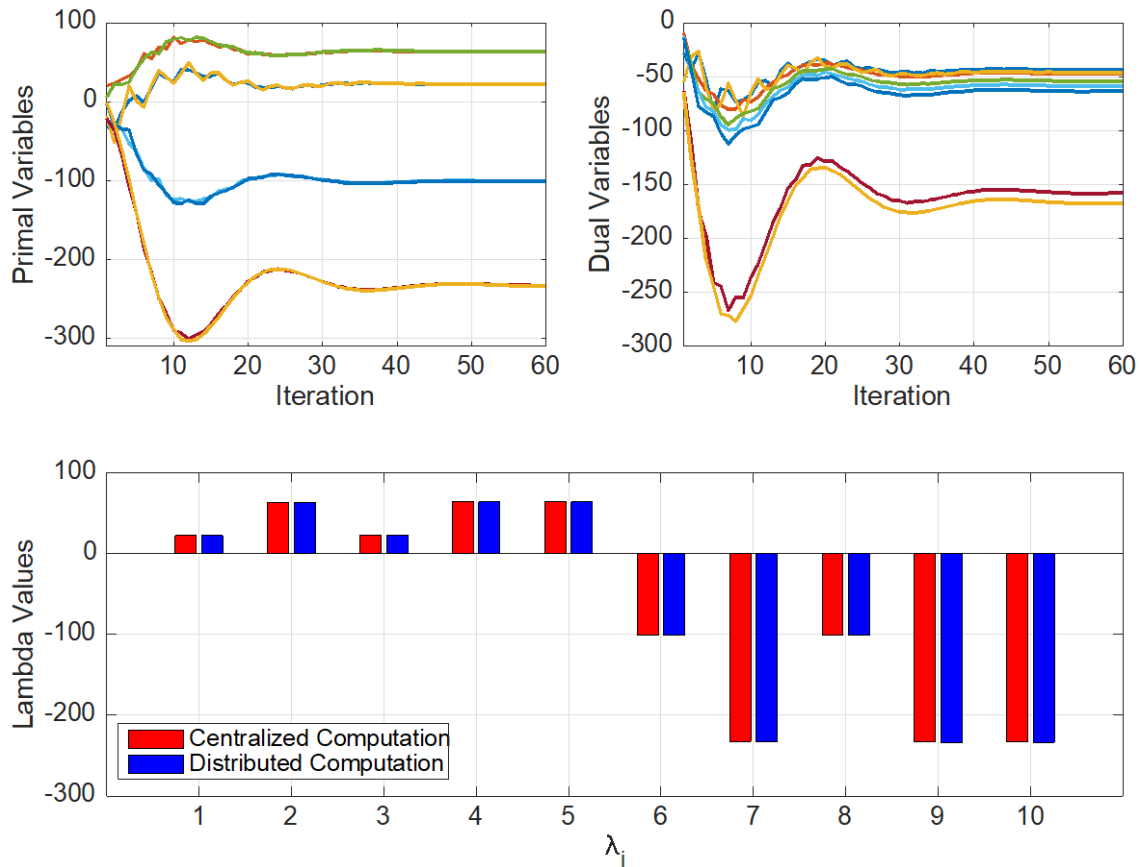 100
0
-100
-200
-300
Primal Variables
10 20 30 40 50 60
Iteration
0
-50
-100
-150
-200
-250
-300
Dual Variables
10 20 30 40 50 60
Iteration
100
0
-100
-200
-300
Lambda Values
Centralized Computation
Distributed Computation
1 2 3 4 5 6 7 8 9 10
λi